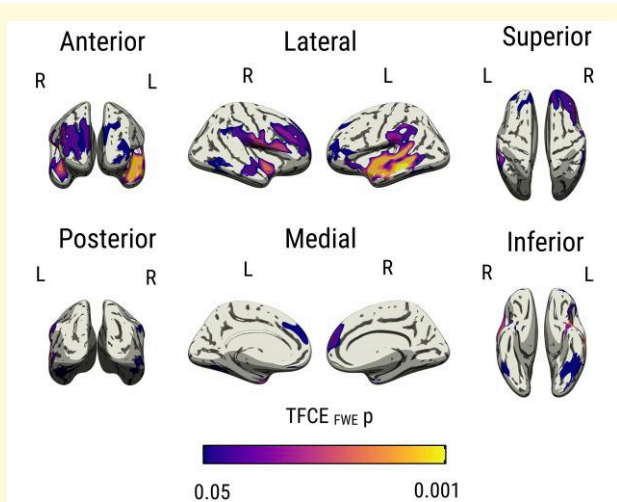 Anterior Lateral Superior
R L R L L R
Posterior Medial Inferior
L R L R R L
TFCE FWE p
0.05 0.001